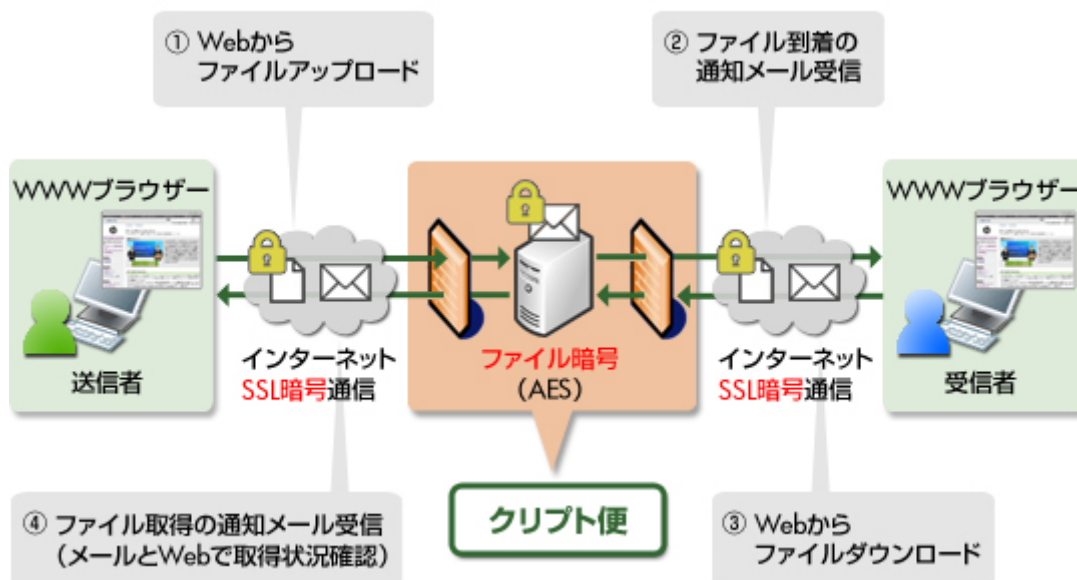 ① Webから
ファイルアップロード
② ファイル到着の
通知メール受信
WWWブラウザー
WWWブラウザー
送信者
インターネット
SSL暗号通信
ファイル暗号
(AES)
インターネット
SSL暗号通信
受信者
クリプト便
④ ファイル取得の通知メール受信
(メールとWebで取得状況確認)
③ Webから
ファイルダウンロード